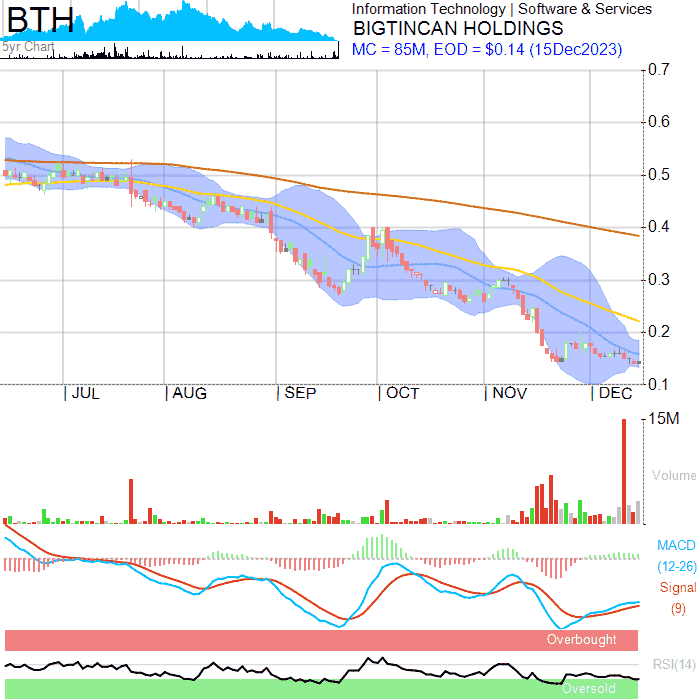 BTH
Information Technology | Software & Services
BIGTINCAN HOLDINGS
5yr Chart
MC = 85M, EOD = $0.14 (15Dec2023)
0.7
0.6
0.5
0.4
0.3
0.2
0.1
| JUL | AUG | SEP | OCT | NOV | DEC
15M
Volume
MACD
(12-26)
Signal
(9)
Overbought
RSI(14)
Oversold